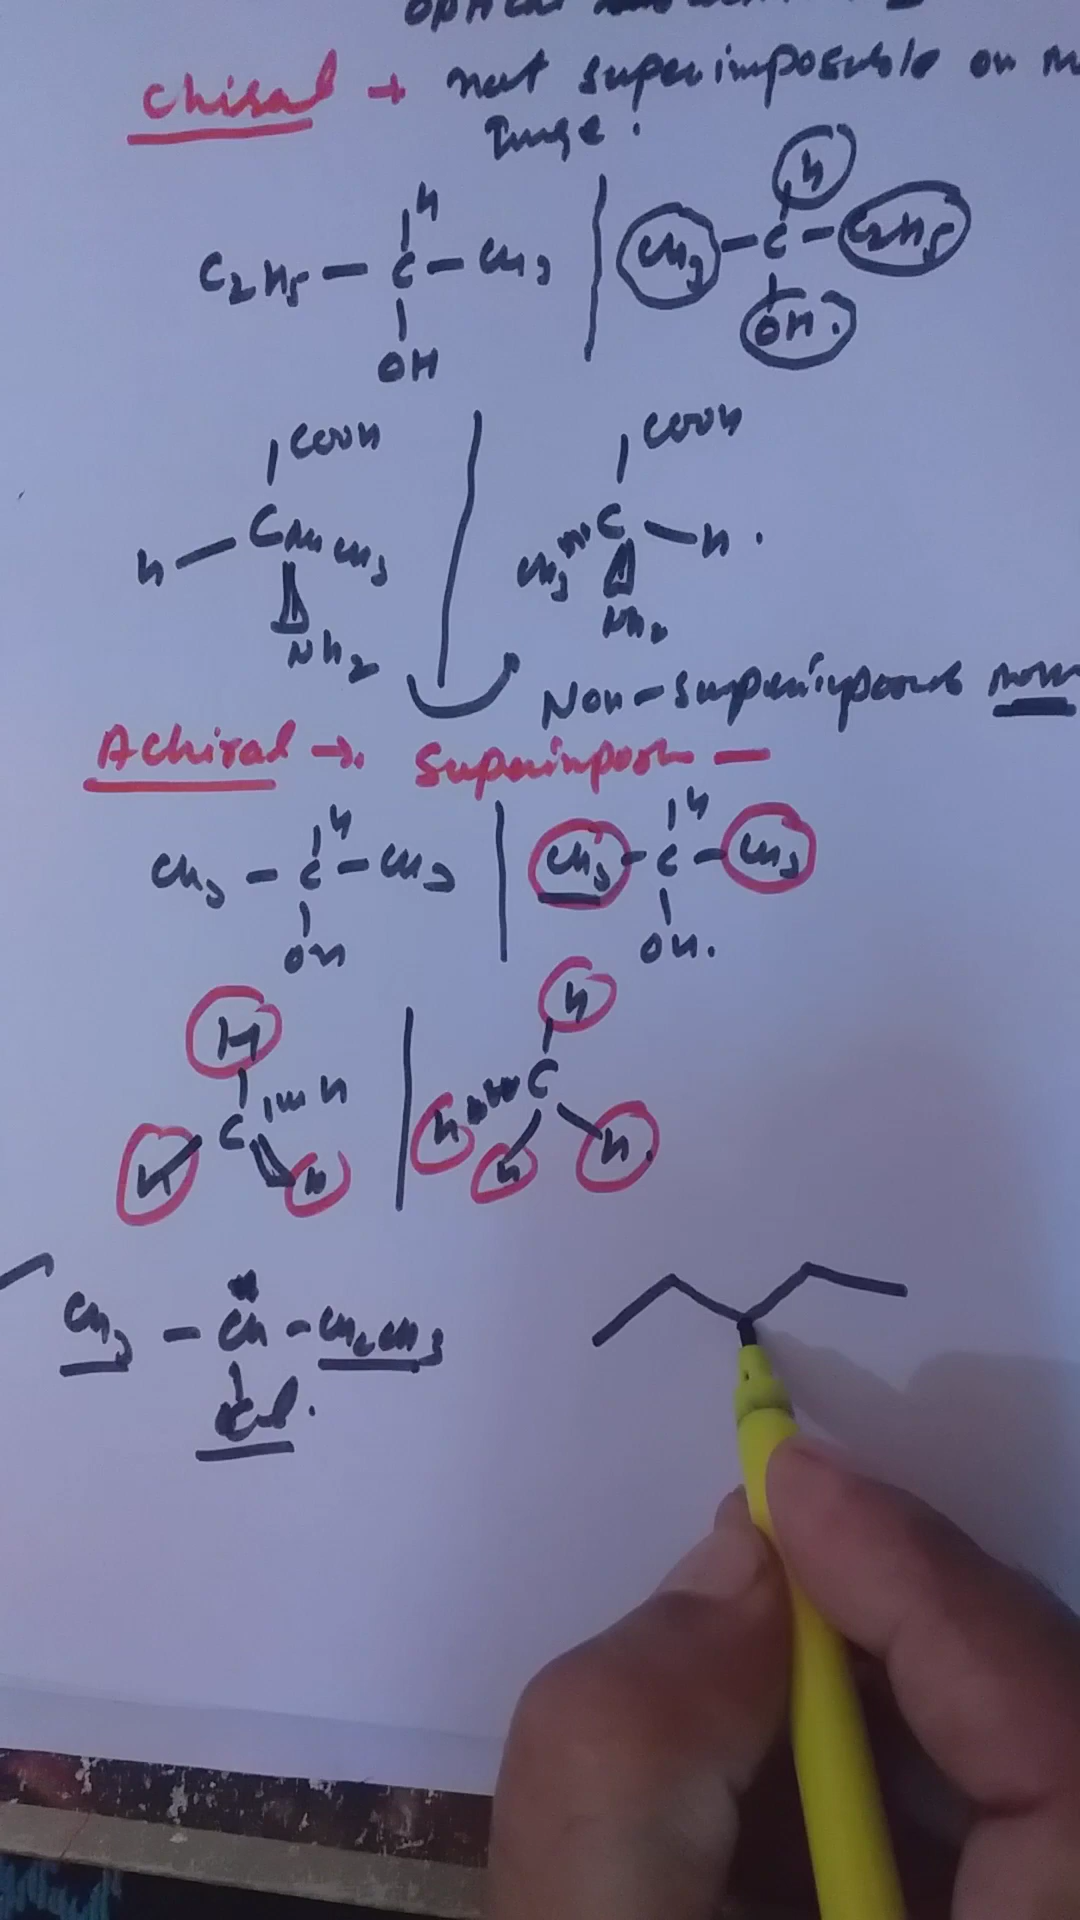 Chiral → not superimposable on
Image.
H H
C2H5 - C - CH3 CH3 - C - C2H5
OH OH.
COOH COOH
H C CH3 CH3 C H.
NH2 NH2
Non-superimposable
Achiral → Superimpos
H H
CH3 - C - CH3 CH3 - C - CH3
OH OH.
H H
C H H C
H H H H.
CH3 - CH - CH2CH3
Cl.